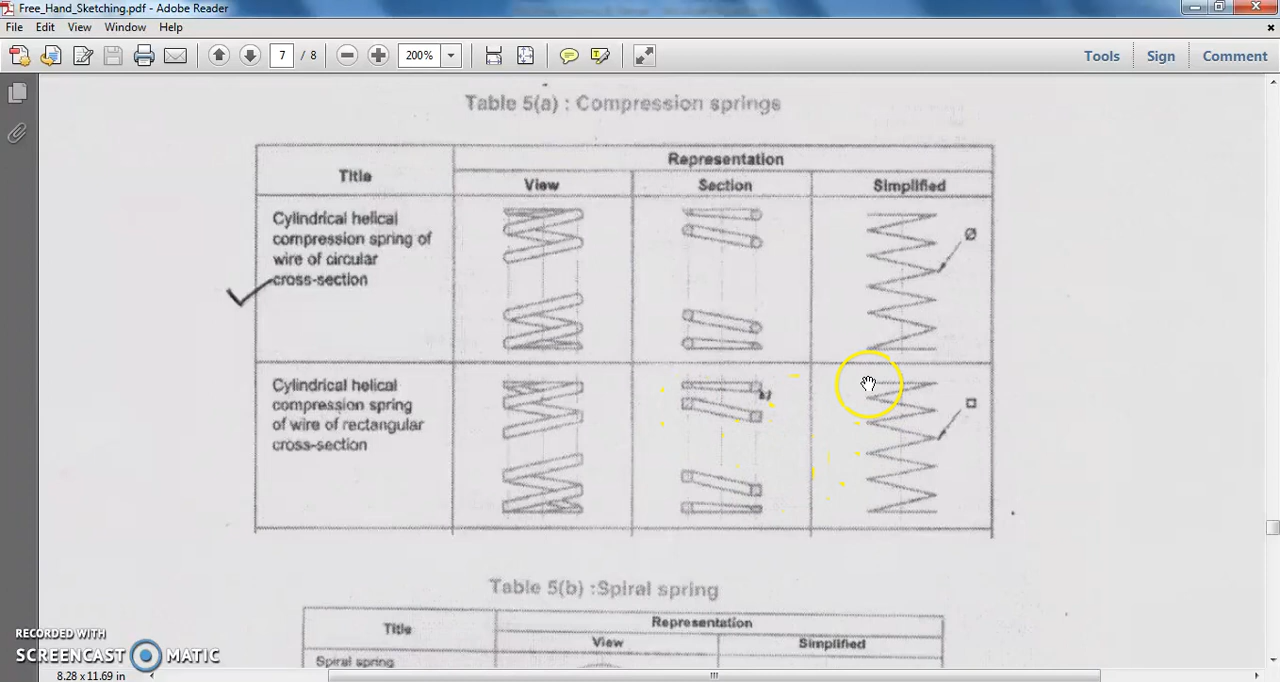 Free_Hand_Sketching.pdf - Adobe Reader
File Edit View Window Help
7 / 8 200% Tools Sign Comment
Table 5(a) : Compression springs
Title
Representation
View Section Simplified
Cylindrical helical
compression spring of
wire of circular
cross-section
Ø
Cylindrical helical
compression spring
of wire of rectangular
cross-section
Table 5(b) :Spiral spring
Title
Representation
View Simplified
Spiral spring
RECORDED WITH
SCREENCAST MATIC
8.28 x 11.69 in